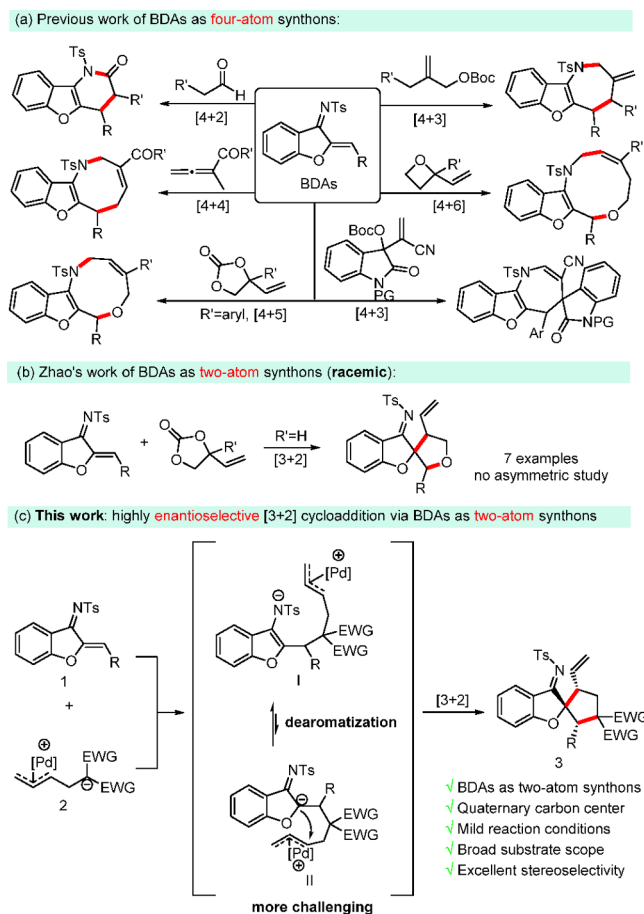 (a) Previous work of BDAs as four-atom synthons:
Ts
N
O
R'
O
R
R'
O
H
[4+2]
NTs
O
R
BDAs
R'
OBoc
[4+3]
TsN
R'
O
R
TsN
COR'
O
R
COR'
[4+4]
O
R'
[4+6]
TsN
R'
O
O
R
TsN
R'
O
O
R
O
O
O
R'
R'=aryl, [4+5]
BocO
CN
O
N
PG
[4+3]
TsN
CN
O
Ar
O
NPG
(b) Zhao's work of BDAs as two-atom synthons (racemic):
NTs
O
R
+
O
O
O
R'
R'=H
[3+2]
Ts
N
O
O
R
7 examples
no asymmetric study
(c) This work: highly enantioselective [3+2] cycloaddition via BDAs as two-atom synthons
NTs
O
R
1
+
⊕
[Pd]
EWG
⊖
EWG
2
⊕
[Pd]
⊖
NTs
EWG
EWG
O
R
I
dearomatization
NTs
⊖
R
O
EWG
EWG
[Pd]
⊕
II
more challenging
[3+2]
Ts
N
O
EWG
EWG
R
3
√ BDAs as two-atom synthons
√ Quaternary carbon center
√ Mild reaction conditions
√ Broad substrate scope
√ Excellent stereoselectivity